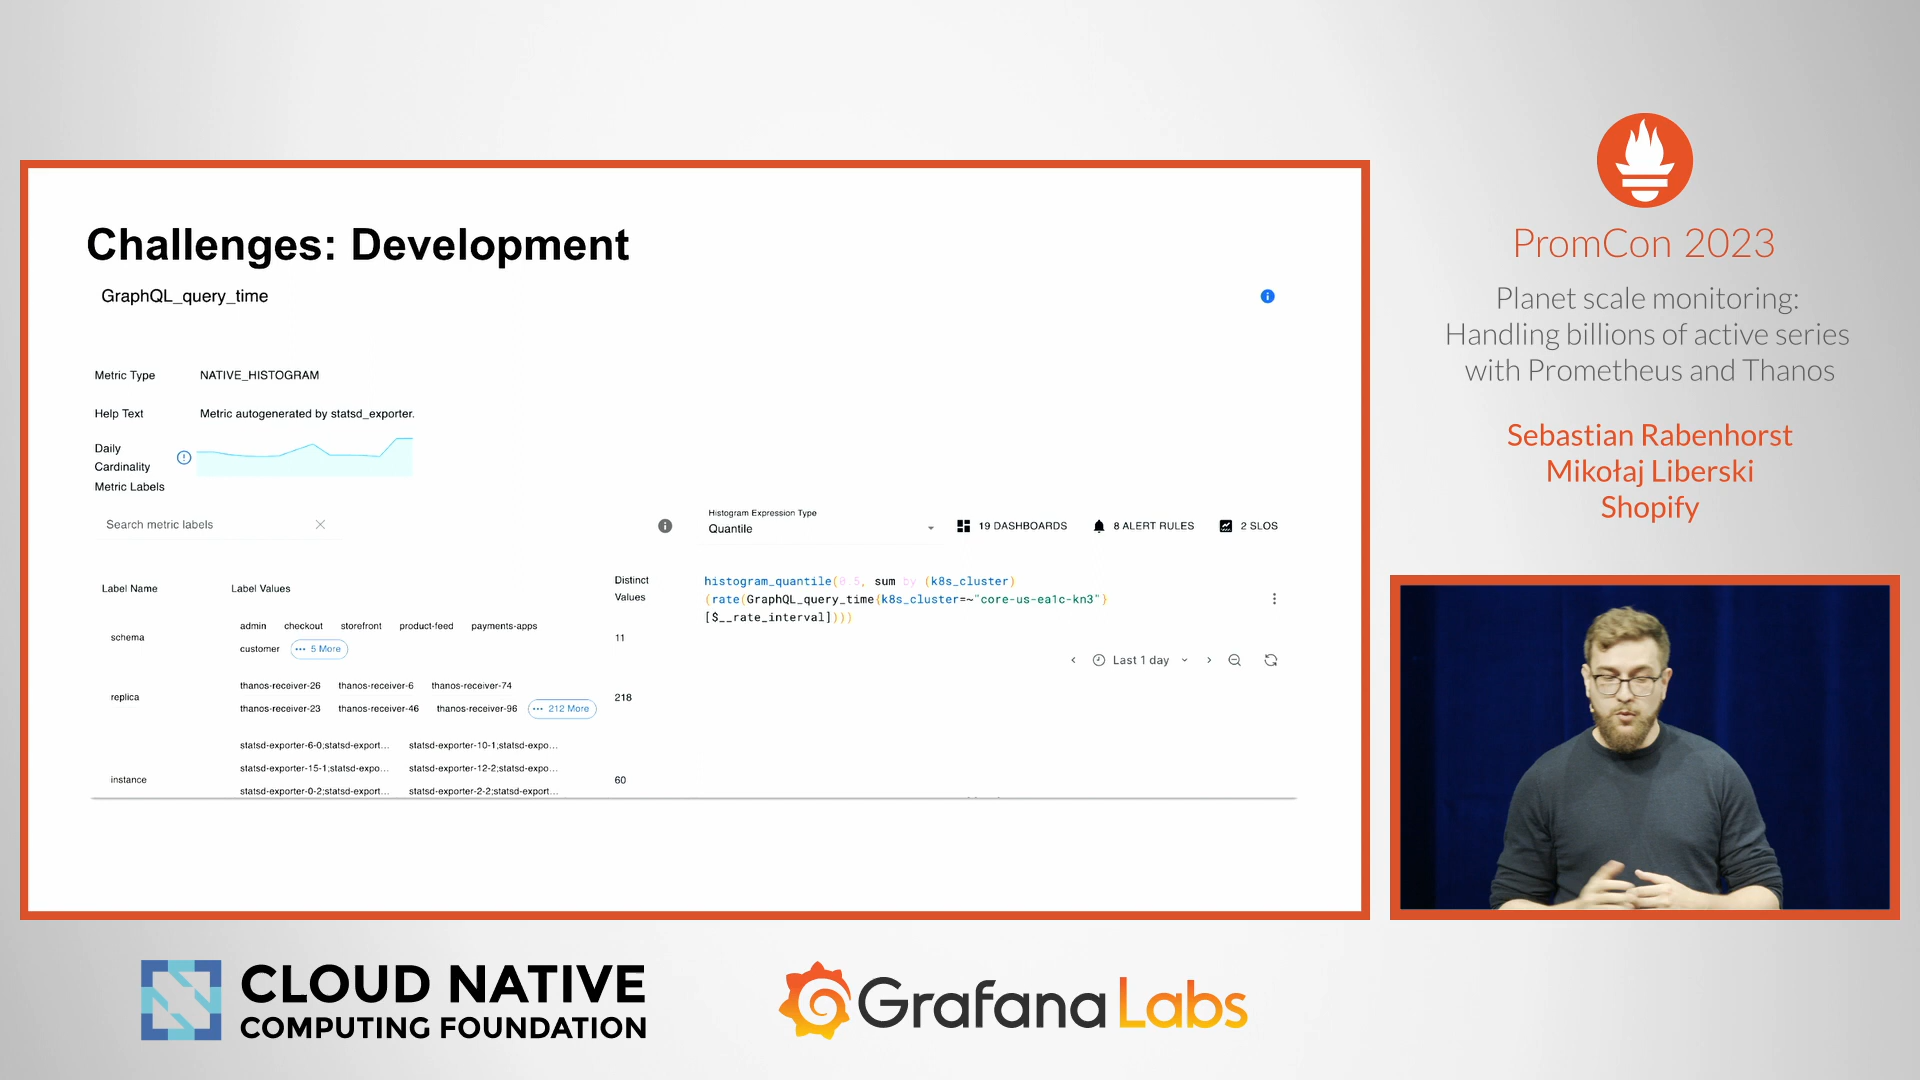 Challenges: Development
GraphQL_query_time
Metric Type
NATIVE_HISTOGRAM
Help Text
Metric autogenerated by statsd_exporter.
Daily
Cardinality
Metric Labels
Search metric labels
Histogram Expression Type
Quantile
19 DASHBOARDS
8 ALERT RULES
2 SLOS
Label Name
Label Values
Distinct
Values
schema
admin checkout storefront product-feed payments-apps
customer ••• 5 More
11
replica
thanos-receiver-26 thanos-receiver-6 thanos-receiver-74
thanos-receiver-23 thanos-receiver-46 thanos-receiver-96 ••• 212 More
218
instance
statsd-exporter-6-0;statsd-export... statsd-exporter-10-1;statsd-expo...
statsd-exporter-15-1;statsd-expo... statsd-exporter-12-2;statsd-expo...
statsd-exporter-0-2;statsd-export... statsd-exporter-2-2;statsd-export...
60
histogram_quantile(0.5, sum by (k8s_cluster)
(rate(GraphQL_query_time{k8s_cluster=~"core-us-ea1c-kn3"}
[$__rate_interval])))
Last 1 day
PromCon 2023
Planet scale monitoring:
Handling billions of active series
with Prometheus and Thanos
Sebastian Rabenhorst
Mikołaj Liberski
Shopify
CLOUD NATIVE
COMPUTING FOUNDATION
Grafana Labs